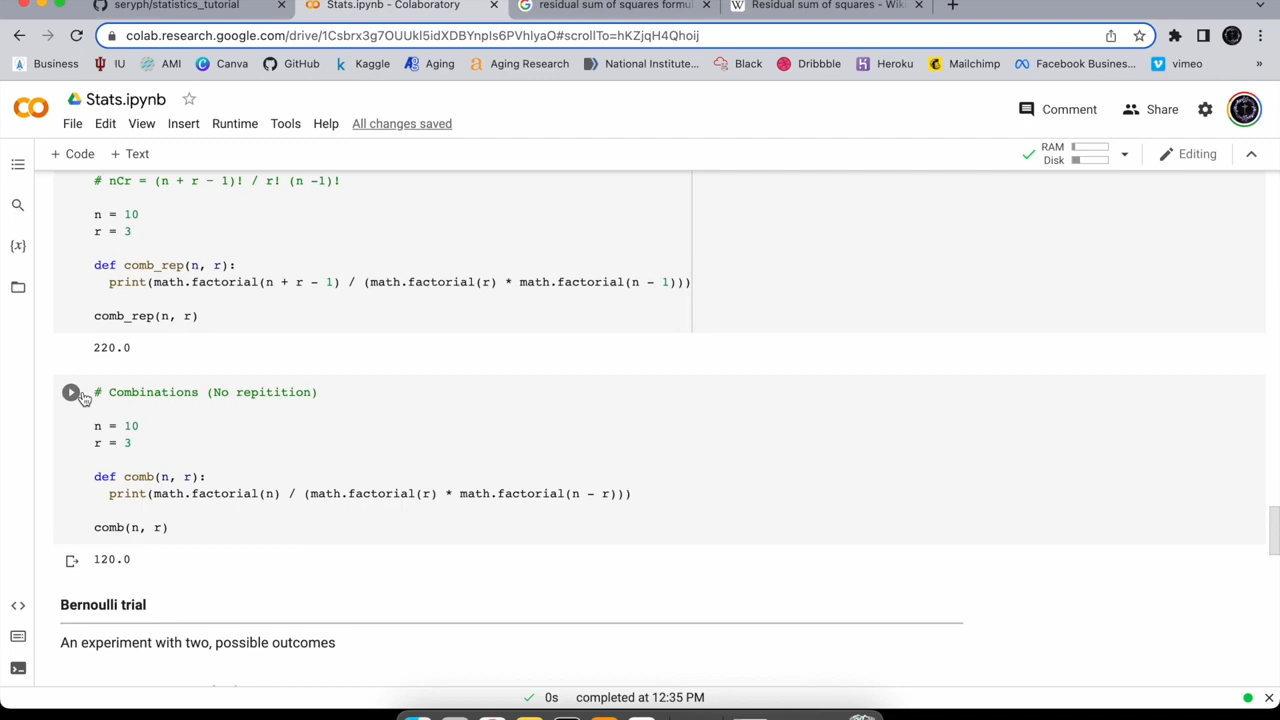 seryph/statistics_tutorial
Stats.ipynb - Colaboratory
residual sum of squares formul
Residual sum of squares - Wiki
colab.research.google.com/drive/1Csbrx3g7OUUkI5idXDBYnpIs6PVhlyaO#scrollTo=hKZjqH4Qhoij
Business IU AMI Canva GitHub Kaggle Aging Aging Research National Institute... Black Dribbble Heroku Mailchimp Facebook Busines... vimeo »
Stats.ipynb
Comment Share
File Edit View Insert Runtime Tools Help All changes saved
+ Code + Text
RAM
Disk
Editing
# nCr = (n + r - 1)! / r! (n -1)!
n = 10
r = 3
def comb_rep(n, r):
print(math.factorial(n + r - 1) / (math.factorial(r) * math.factorial(n - 1)))
comb_rep(n, r)
220.0
# Combinations (No repitition)
n = 10
r = 3
def comb(n, r):
print(math.factorial(n) / (math.factorial(r) * math.factorial(n - r)))
comb(n, r)
120.0
Bernoulli trial
An experiment with two, possible outcomes
0s completed at 12:35 PM